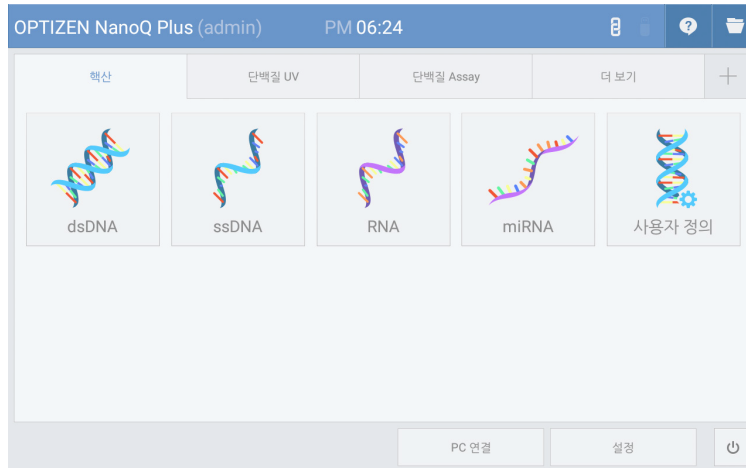 OPTIZEN NanoQ Plus (admin) PM 06:24
핵산 단백질 UV 단백질 Assay 더 보기
dsDNA ssDNA RNA miRNA 사용자 정의
PC 연결 설정